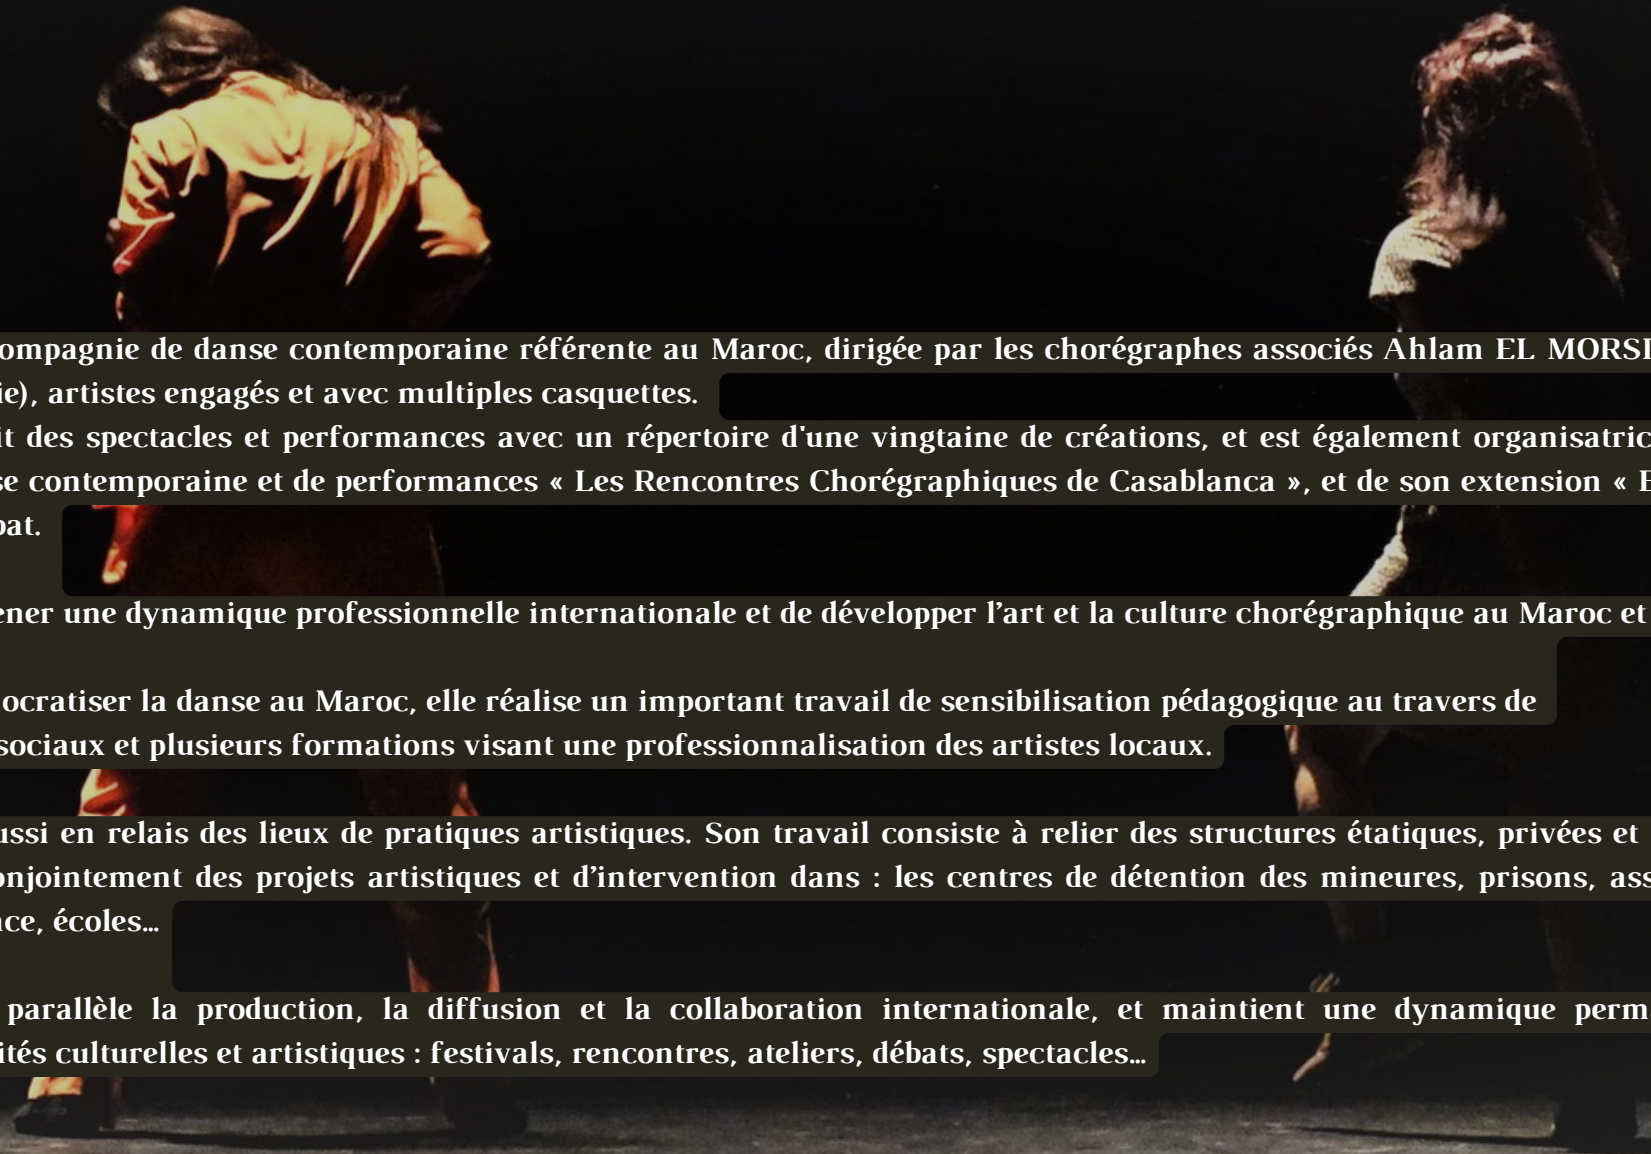 ompagnie de danse contemporaine référente au Maroc, dirigée par les chorégraphes associés Ahlam EL MORSL
ie), artistes engagés et avec multiples casquettes.
it des spectacles et performances avec un répertoire d'une vingtaine de créations, et est également organisatric
se contemporaine et de performances « Les Rencontres Chorégraphiques de Casablanca », et de son extension « E
bat.
ener une dynamique professionnelle internationale et de développer l’art et la culture chorégraphique au Maroc et
ocratiser la danse au Maroc, elle réalise un important travail de sensibilisation pédagogique au travers de
sociaux et plusieurs formations visant une professionnalisation des artistes locaux.
ussi en relais des lieux de pratiques artistiques. Son travail consiste à relier des structures étatiques, privées et
onjointement des projets artistiques et d’intervention dans : les centres de détention des mineures, prisons, ass
nce, écoles...
parallèle la production, la diffusion et la collaboration internationale, et maintient une dynamique perm
ités culturelles et artistiques : festivals, rencontres, ateliers, débats, spectacles...